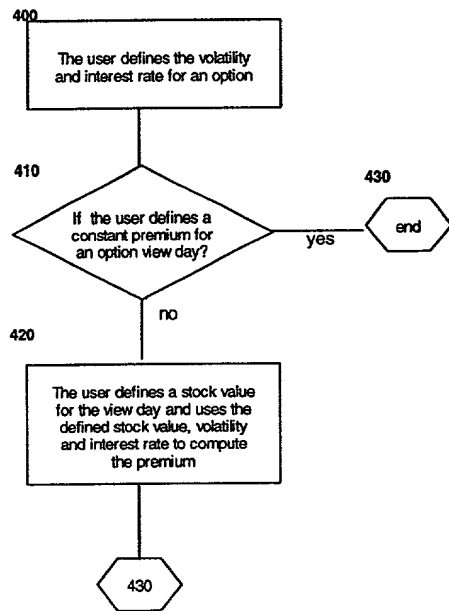 400
The user defines the volatility
and interest rate for an option
410
If the user defines a
constant premium for
an option view day?
430
end
yes
no
420
The user defines a stock value
for the view day and uses the
defined stock value, volatility
and interest rate to compute
the premium
430